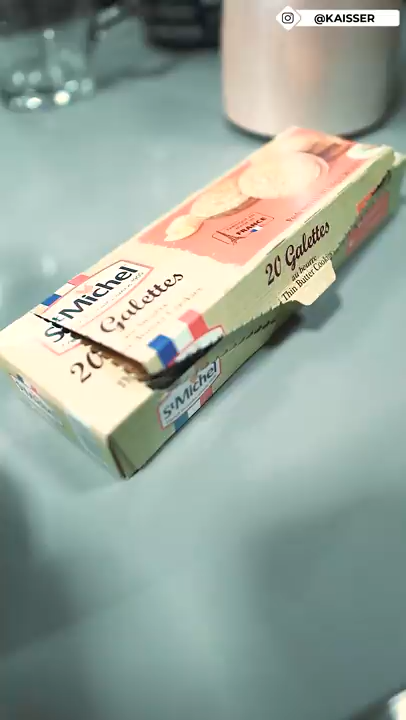 @KAISSER
FRANCE
St Michel
20 Galettes
20 Galettes
au beurre
Thin Butter Cookies
St Michel